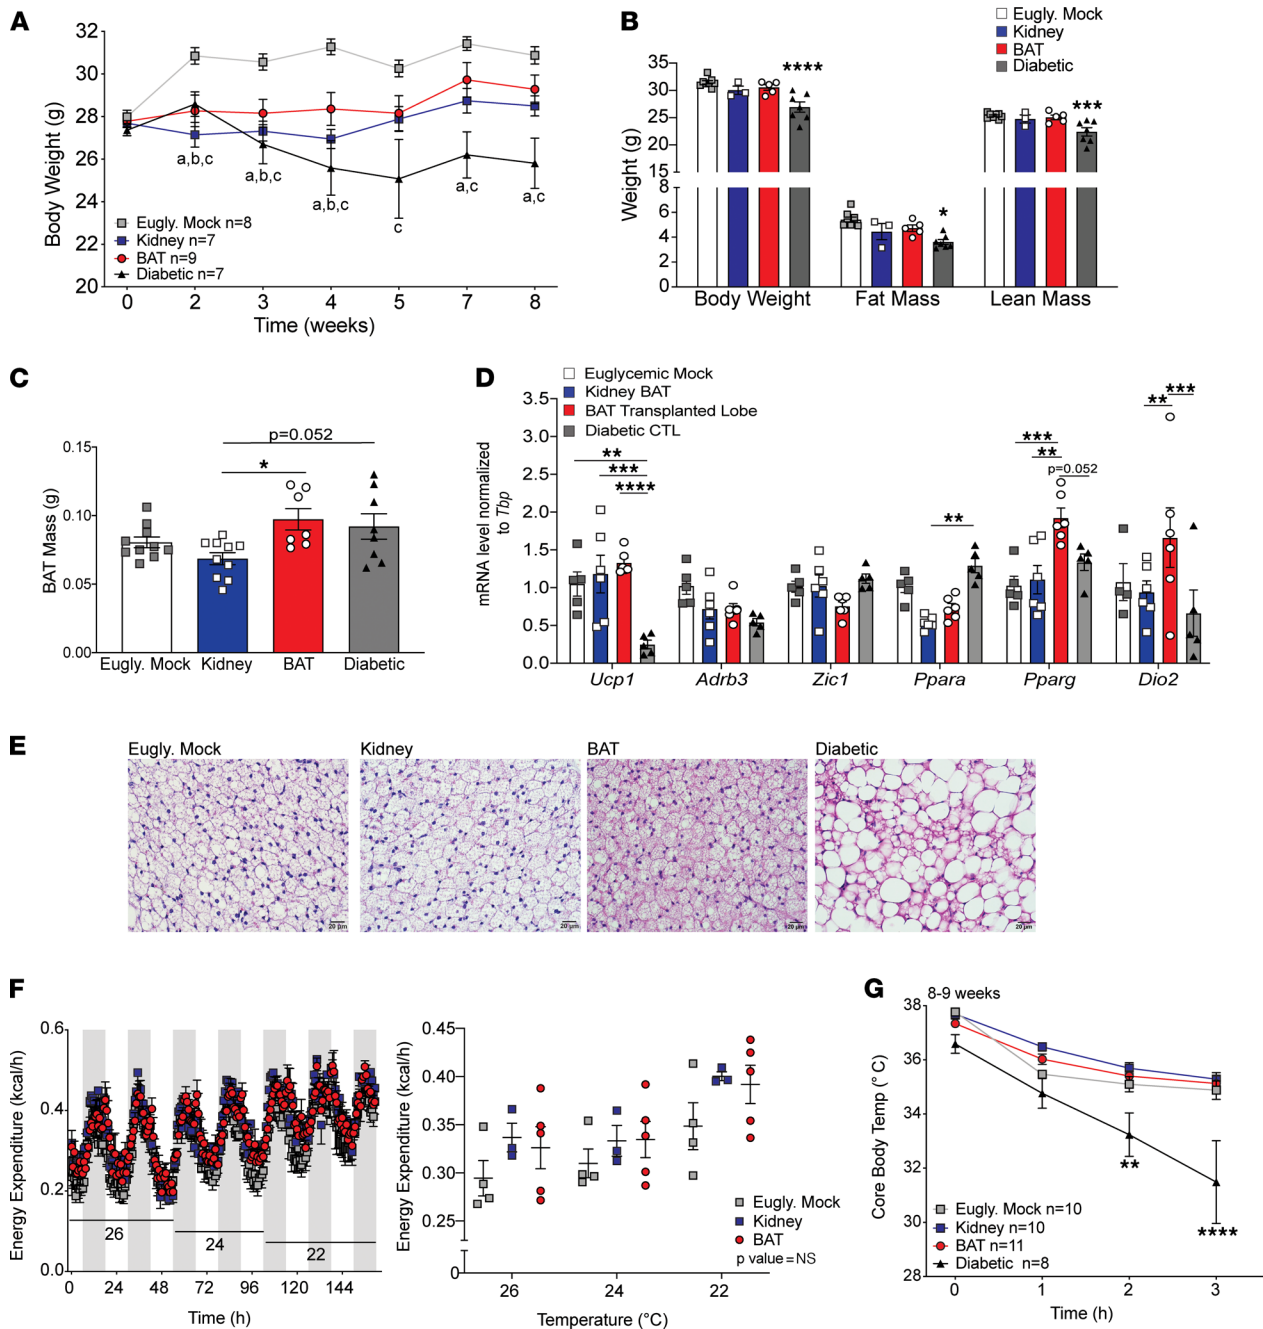 A
Body Weight (g)
32
30
28
26
24
22
20
a,b,c
a,b,c
a,b,c
c
a,c
a,c
Eugly. Mock n=8
Kidney n=7
BAT n=9
Diabetic n=7
0 2 3 4 5 7 8
Time (weeks)
B
Eugly. Mock
Kidney
BAT
Diabetic
Weight (g)
35
30
25
20
15
8
6
4
2
0
****
*
***
Body Weight Fat Mass Lean Mass
C
BAT Mass (g)
0.15
0.10
0.05
0.00
p=0.052
*
Eugly. Mock Kidney BAT Diabetic
D
Euglycemic Mock
Kidney BAT
BAT Transplanted Lobe
Diabetic CTL
mRNA level normalized
to Tbp
3.5
3.0
2.5
2.0
1.5
1.0
0.5
0.0
**
***
****
**
***
**
p=0.052
***
**
Ucp1 Adrb3 Zic1 Ppara Pparg Dio2
E
Eugly. Mock Kidney BAT Diabetic
20 µm 20 µm 20 µm 20 µm
F
Energy Expenditure (kcal/h)
0.6
0.4
0.2
0.0
26
24
22
0 24 48 72 96 120 144
Time (h)
Energy Expenditure (kcal/h)
0.45
0.40
0.35
0.30
0.25
0
Eugly. Mock
Kidney
BAT
p value=NS
26 24 22
Temperature (°C)
G
8-9 weeks
Core Body Temp (° C)
38
36
34
32
30
28
**
****
Eugly. Mock n=10
Kidney n=10
BAT n=11
Diabetic n=8
0 1 2 3
Time (h)